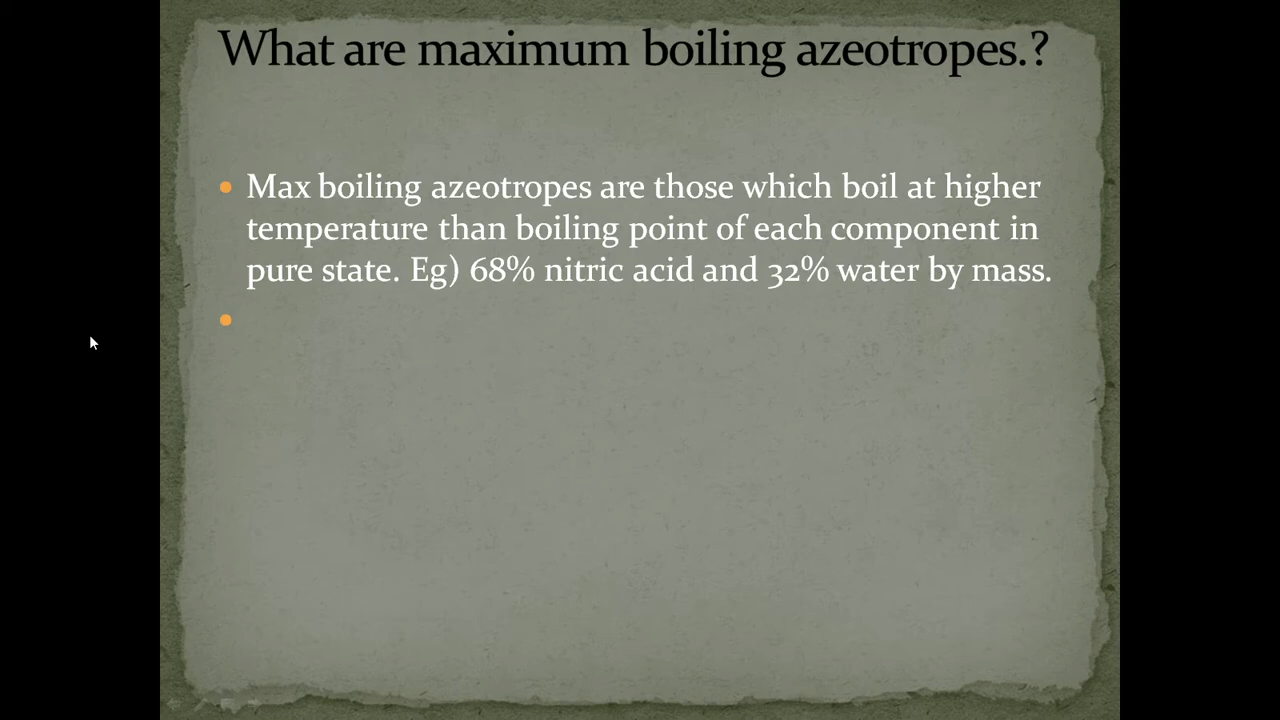 What are maximum boiling azeotropes.?
• Max boiling azeotropes are those which boil at higher
temperature than boiling point of each component in
pure state. Eg) 68% nitric acid and 32% water by mass.
•